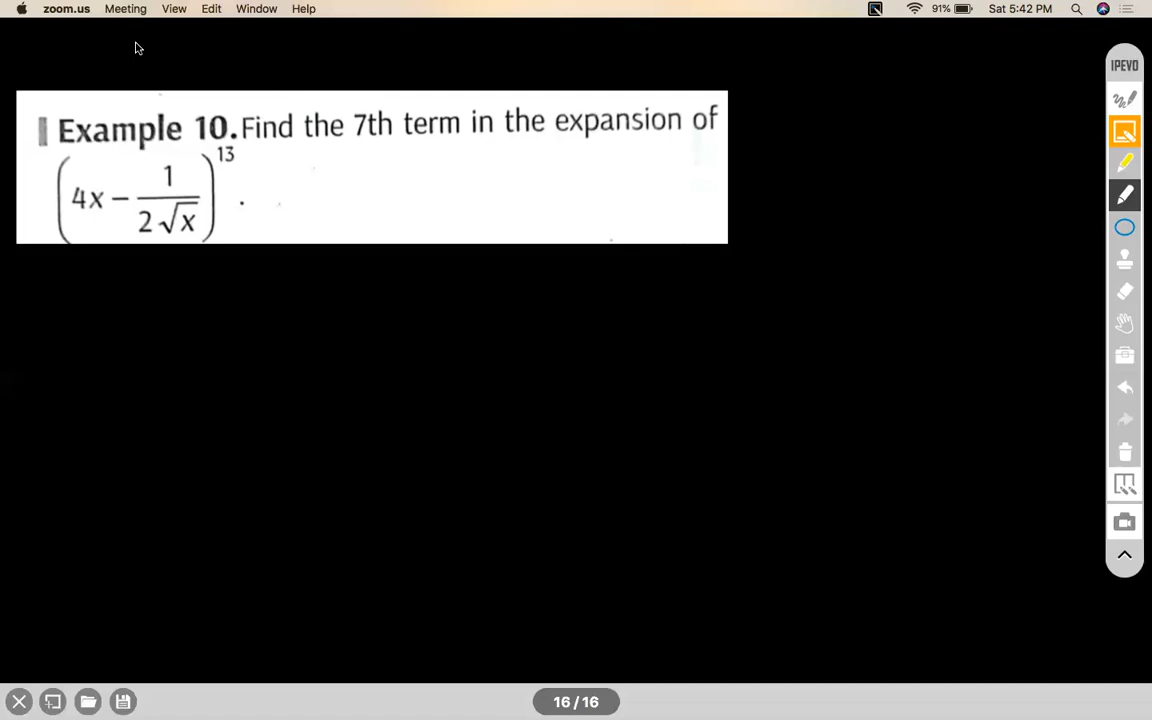 zoom.us Meeting View Edit Window Help 91% Sat 5:42 PM
IPEVO
Example 10. Find the 7th term in the expansion of
(4x − 1/(2√x))^13 .
16 / 16